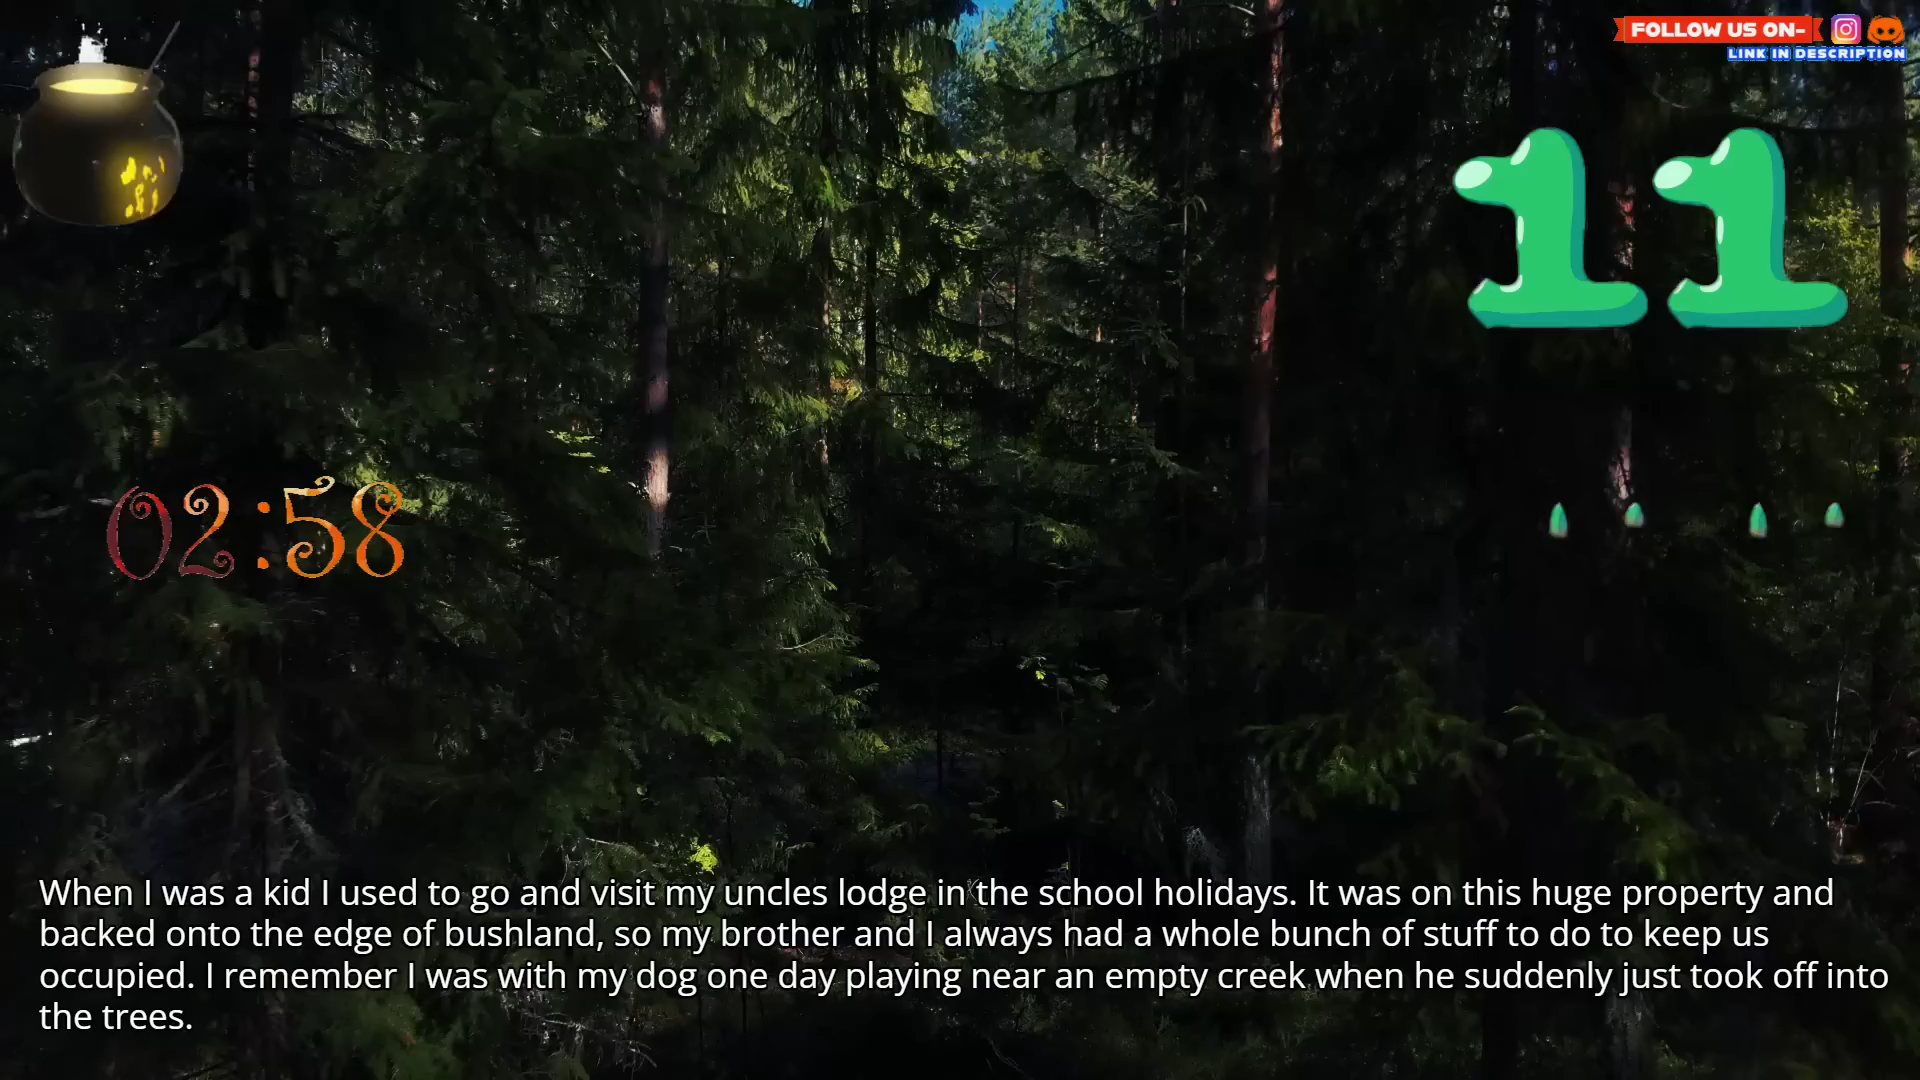 FOLLOW US ON-
LINK IN DESCRIPTION
11
02:58
When I was a kid I used to go and visit my uncles lodge in the school holidays. It was on this huge property and
backed onto the edge of bushland, so my brother and I always had a whole bunch of stuff to do to keep us
occupied. I remember I was with my dog one day playing near an empty creek when he suddenly just took off into
the trees.